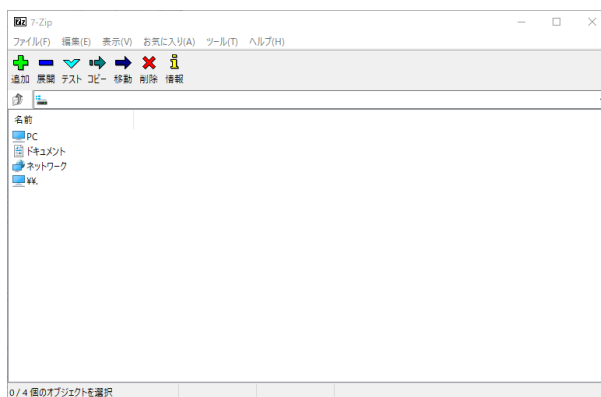 7-Zip
ファイル(F) 編集(E) 表示(V) お気に入り(A) ツール(T) ヘルプ(H)
追加 展開 テスト コピー 移動 削除 情報
名前
PC
ドキュメント
ネットワーク
¥¥.
0 / 4 個のオブジェクトを選択